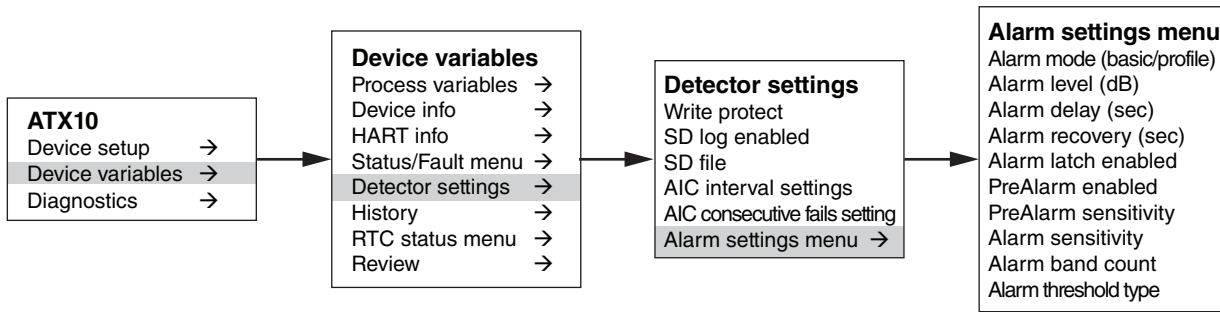 ATX10
Device setup →
Device variables →
Diagnostics →
Device variables
Process variables →
Device info →
HART info →
Status/Fault menu →
Detector settings →
History →
RTC status menu →
Review →
Detector settings
Write protect
SD log enabled
SD file
AIC interval settings
AIC consecutive fails setting
Alarm settings menu →
Alarm settings menu
Alarm mode (basic/profile)
Alarm level (dB)
Alarm delay (sec)
Alarm recovery (sec)
Alarm latch enabled
PreAlarm enabled
PreAlarm sensitivity
Alarm sensitivity
Alarm band count
Alarm threshold type